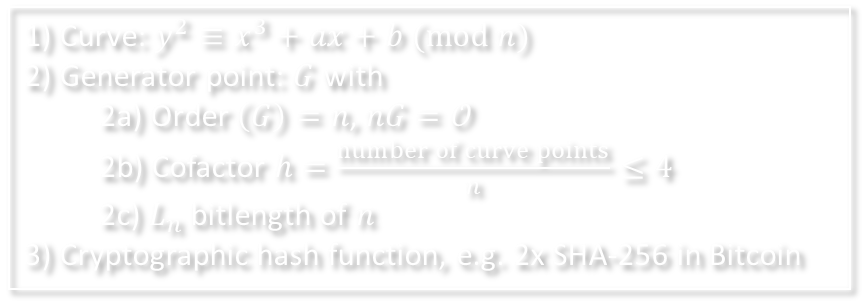 1) Curve: y² ≡ x³ + ax + b (mod n)
2) Generator point: G with
2a) Order (G) = n, nG = O
2b) Cofactor h = number of curve points / n ≤ 4
2c) Lₙ bitlength of n
3) Cryptographic hash function, e.g. 2x SHA-256 in Bitcoin